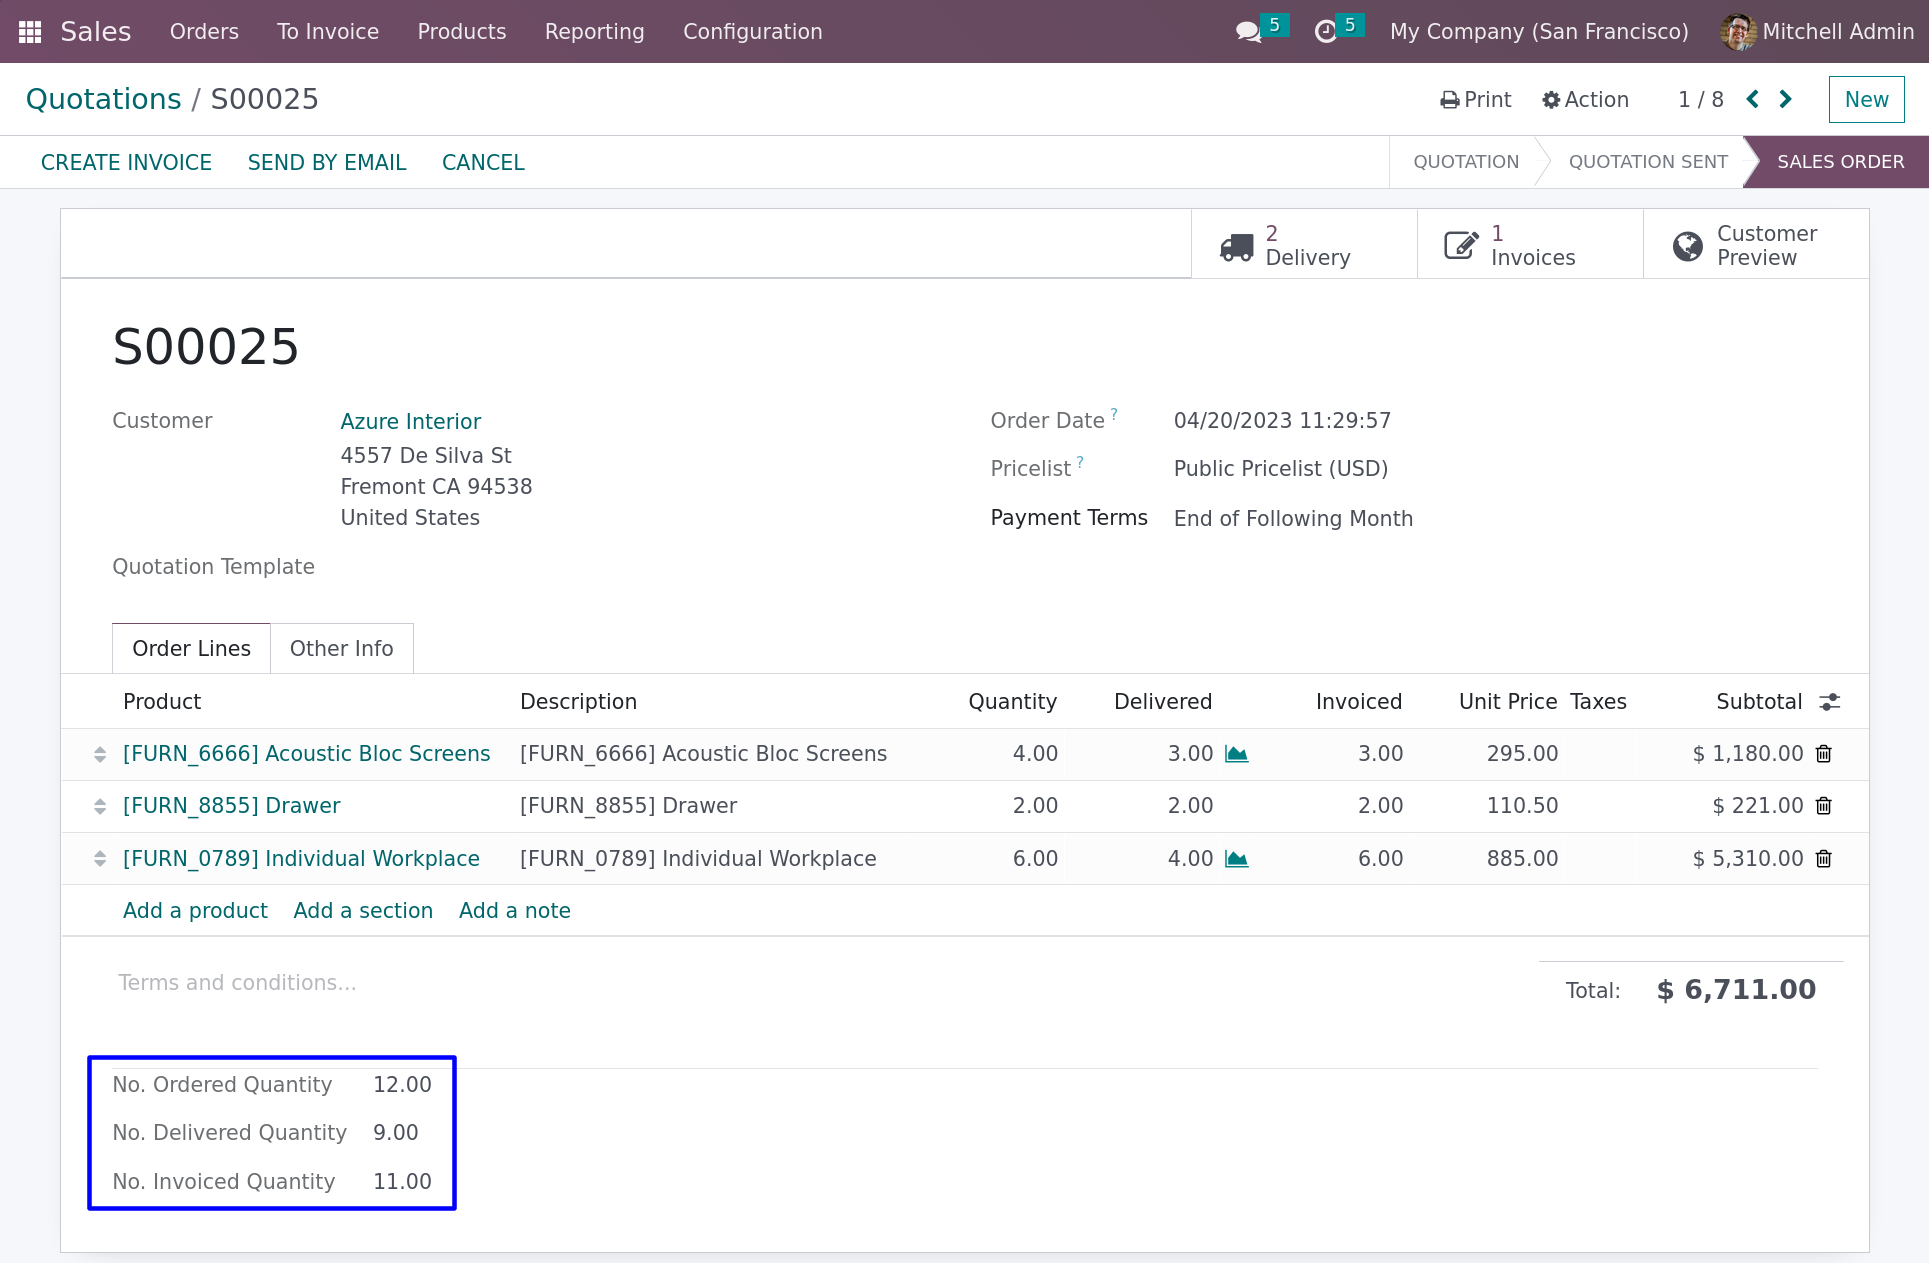 Sales Orders To Invoice Products Reporting Configuration 5 5 My Company (San Francisco) Mitchell Admin
Quotations / S00025 Print Action 1 / 8 New
CREATE INVOICE SEND BY EMAIL CANCEL QUOTATION QUOTATION SENT SALES ORDER
2 Delivery
1 Invoices
Customer Preview
S00025
Customer Azure Interior
4557 De Silva St
Fremont CA 94538
United States
Quotation Template
Order Date ? 04/20/2023 11:29:57
Pricelist ? Public Pricelist (USD)
Payment Terms End of Following Month
Order Lines Other Info
Product Description Quantity Delivered Invoiced Unit Price Taxes Subtotal
[FURN_6666] Acoustic Bloc Screens [FURN_6666] Acoustic Bloc Screens 4.00 3.00 3.00 295.00 $ 1,180.00
[FURN_8855] Drawer [FURN_8855] Drawer 2.00 2.00 2.00 110.50 $ 221.00
[FURN_0789] Individual Workplace [FURN_0789] Individual Workplace 6.00 4.00 6.00 885.00 $ 5,310.00
Add a product Add a section Add a note
Terms and conditions...
Total: $ 6,711.00
No. Ordered Quantity 12.00
No. Delivered Quantity 9.00
No. Invoiced Quantity 11.00